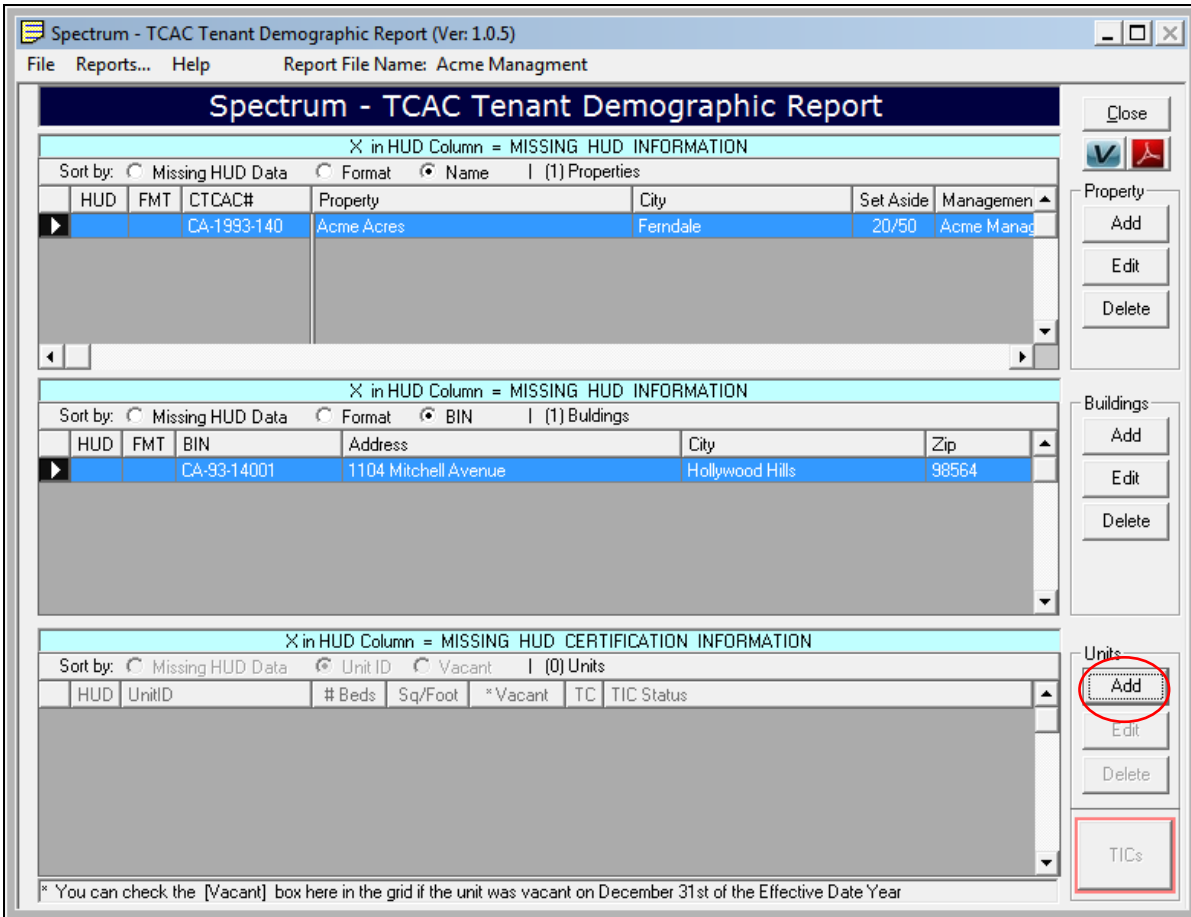 Spectrum - TCAC Tenant Demographic Report (Ver: 1.0.5)
File Reports... Help Report File Name: Acme Managment
Spectrum - TCAC Tenant Demographic Report
Close
X in HUD Column = MISSING HUD INFORMATION
Sort by: Missing HUD Data Format Name | (1) Properties
HUD FMT CTCAC# Property City Set Aside Managemen
CA-1993-140 Acme Acres Ferndale 20/50 Acme Manag
Property
Add
Edit
Delete
X in HUD Column = MISSING HUD INFORMATION
Sort by: Missing HUD Data Format BIN | (1) Buldings
HUD FMT BIN Address City Zip
CA-93-14001 1104 Mitchell Avenue Hollywood Hills 98564
Buildings
Add
Edit
Delete
X in HUD Column = MISSING HUD CERTIFICATION INFORMATION
Sort by: Missing HUD Data Unit ID Vacant | (0) Units
HUD UnitID # Beds Sq/Foot * Vacant TC TIC Status
Units
Add
Edit
Delete
TICs
* You can check the [Vacant] box here in the grid if the unit was vacant on December 31st of the Effective Date Year